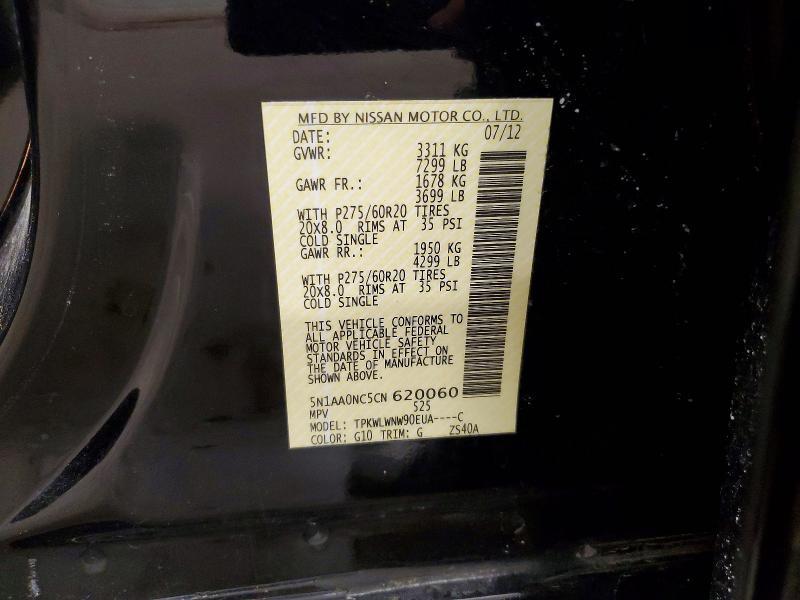 MFD BY NISSAN MOTOR CO., LTD.
DATE: 07/12
GVWR: 3311 KG
7299 LB
GAWR FR.: 1678 KG
3699 LB
WITH P275/60R20 TIRES
20X8.0 RIMS AT 35 PSI
COLD SINGLE
GAWR RR.: 1950 KG
4299 LB
WITH P275/60R20 TIRES
20X8.0 RIMS AT 35 PSI
COLD SINGLE
THIS VEHICLE CONFORMS TO
ALL APPLICABLE FEDERAL
MOTOR VEHICLE SAFETY
STANDARDS IN EFFECT ON
THE DATE OF MANUFACTURE
SHOWN ABOVE.
5N1AA0NC5CN 620060
MPV S25
MODEL: TPKWLWNW90EUA----C
COLOR: G10 TRIM: G ZS40A